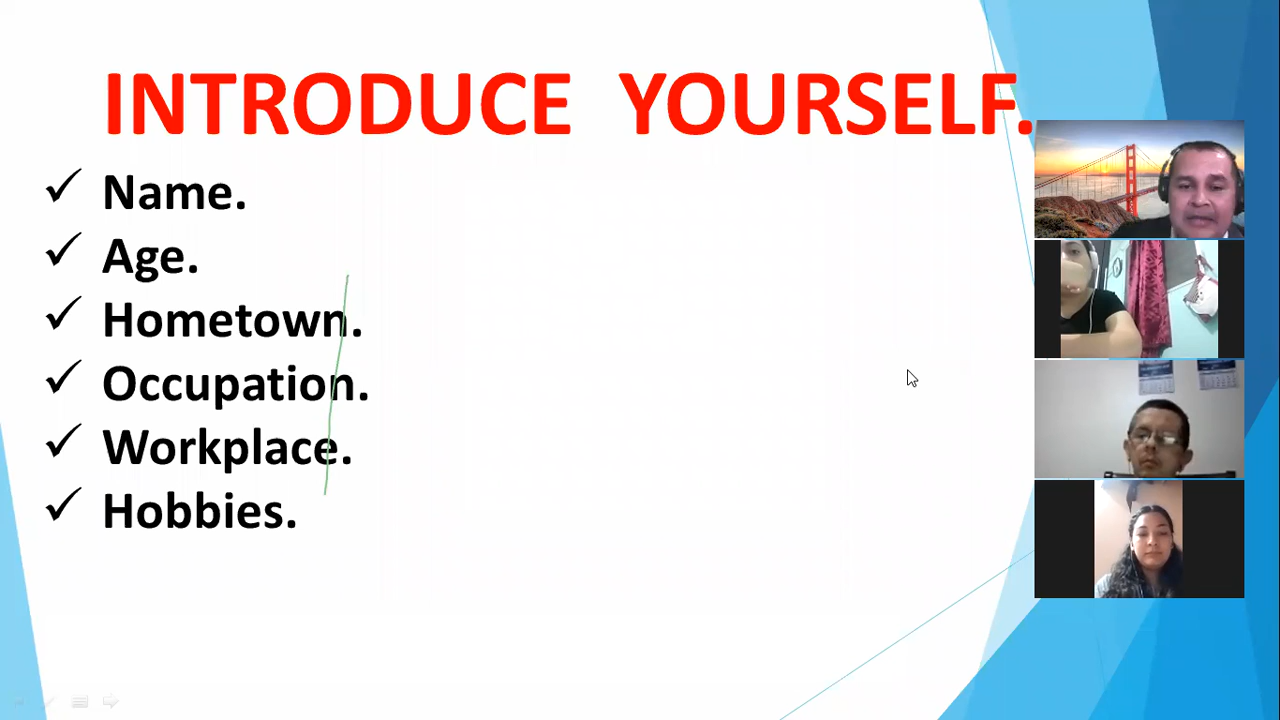 INTRODUCE YOURSELF.
✓ Name.
✓ Age.
✓ Hometown.
✓ Occupation.
✓ Workplace.
✓ Hobbies.